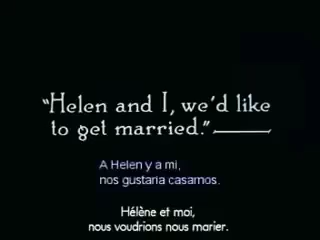 "Helen and I, we'd like
to get married."
A Helen y a mi,
nos gustaria casarnos.
Hélène et moi,
nous voudrions nous marier.